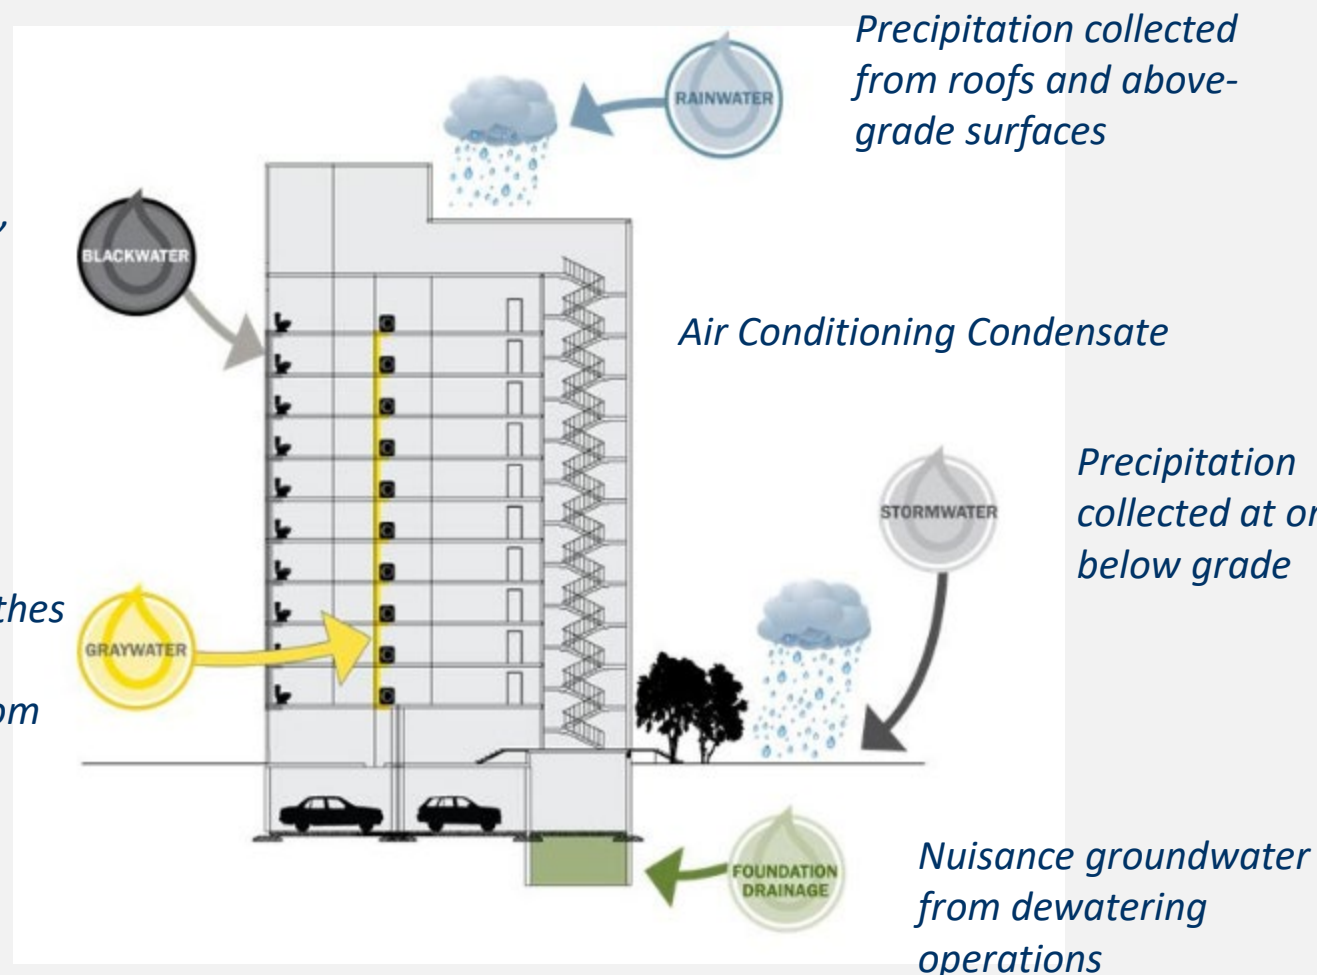 Precipitation collected
from roofs and above-
grade surfaces
RAINWATER
BLACKWATER
Air Conditioning Condensate
Precipitation
collected at or
below grade
STORMWATER
thes
GRAYWATER
om
FOUNDATION
DRAINAGE
Nuisance groundwater
from dewatering
operations